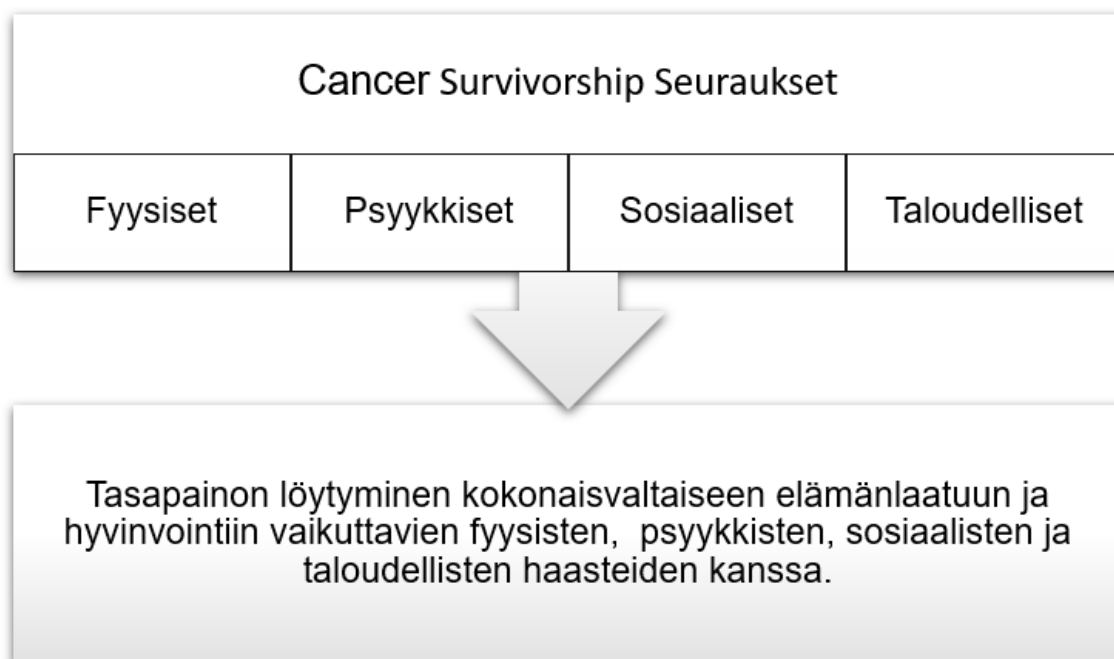 Cancer Survivorship Seuraukset
Fyysiset
Psyykkiset
Sosiaaliset
Taloudelliset
Tasapainon löytyminen kokonaisvaltaiseen elämänlaatuun ja
hyvinvointiin vaikuttavien fyysisten,  psyykkisten, sosiaalisten ja
taloudellisten haasteiden kanssa.